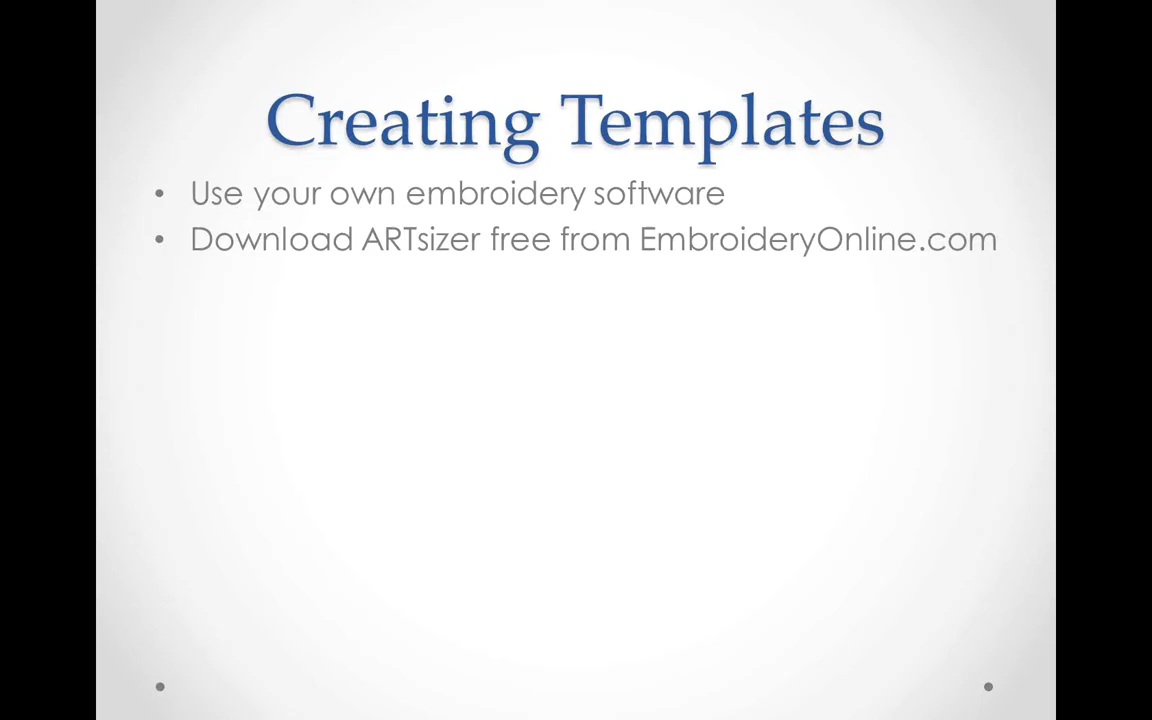 Creating Templates
• Use your own embroidery software
• Download ARTsizer free from EmbroideryOnline.com